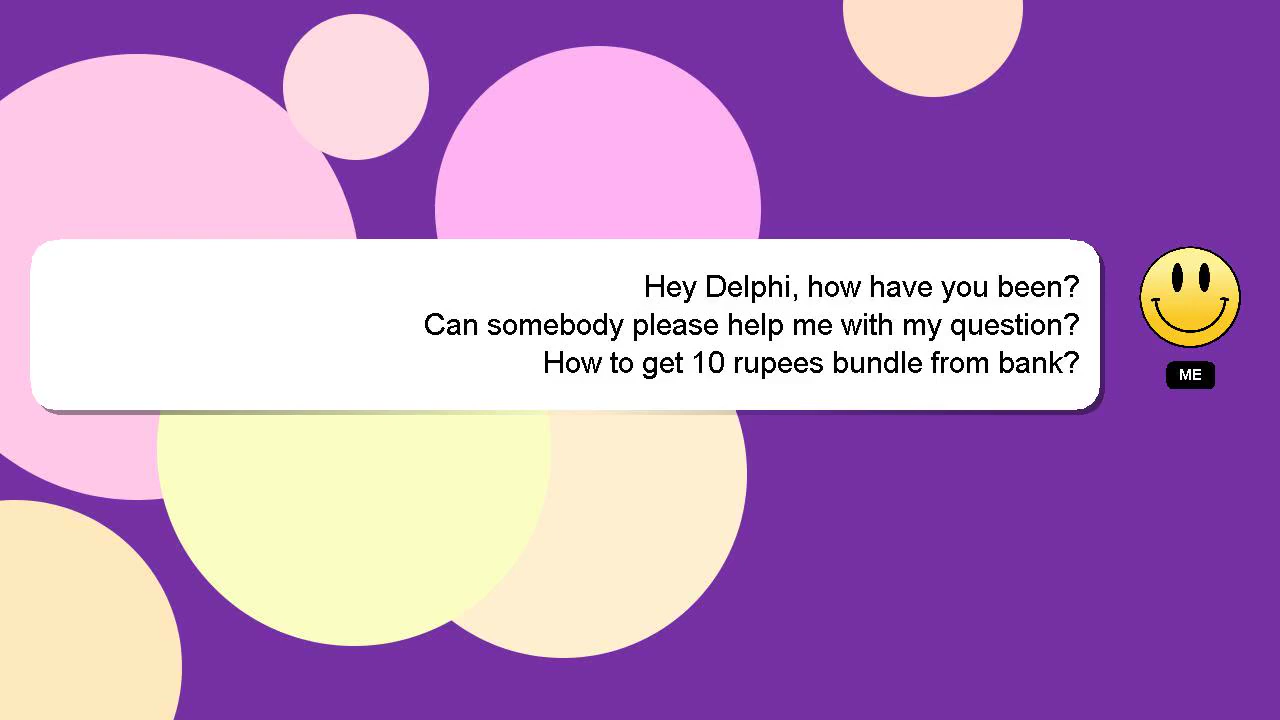 Hey Delphi, how have you been?
Can somebody please help me with my question?
How to get 10 rupees bundle from bank?
ME